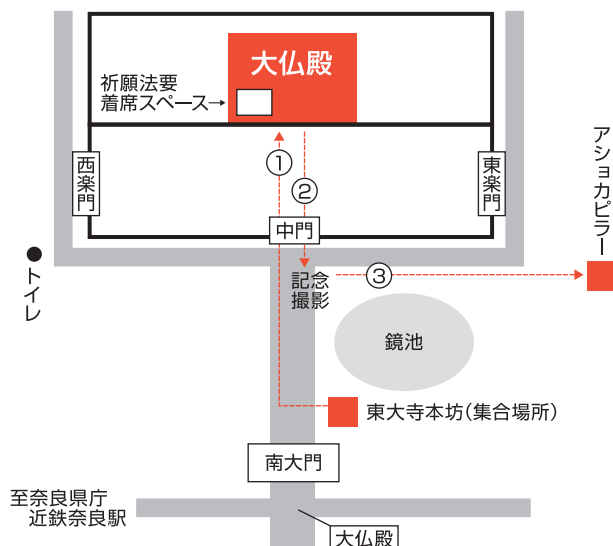 大仏殿
祈願法要
着席スペース→
①
②
西楽門
東楽門
中門
アショカピラー
●トイレ
記念
撮影
③
鏡池
東大寺本坊(集合場所)
南大門
至奈良県庁
近鉄奈良駅
大仏殿